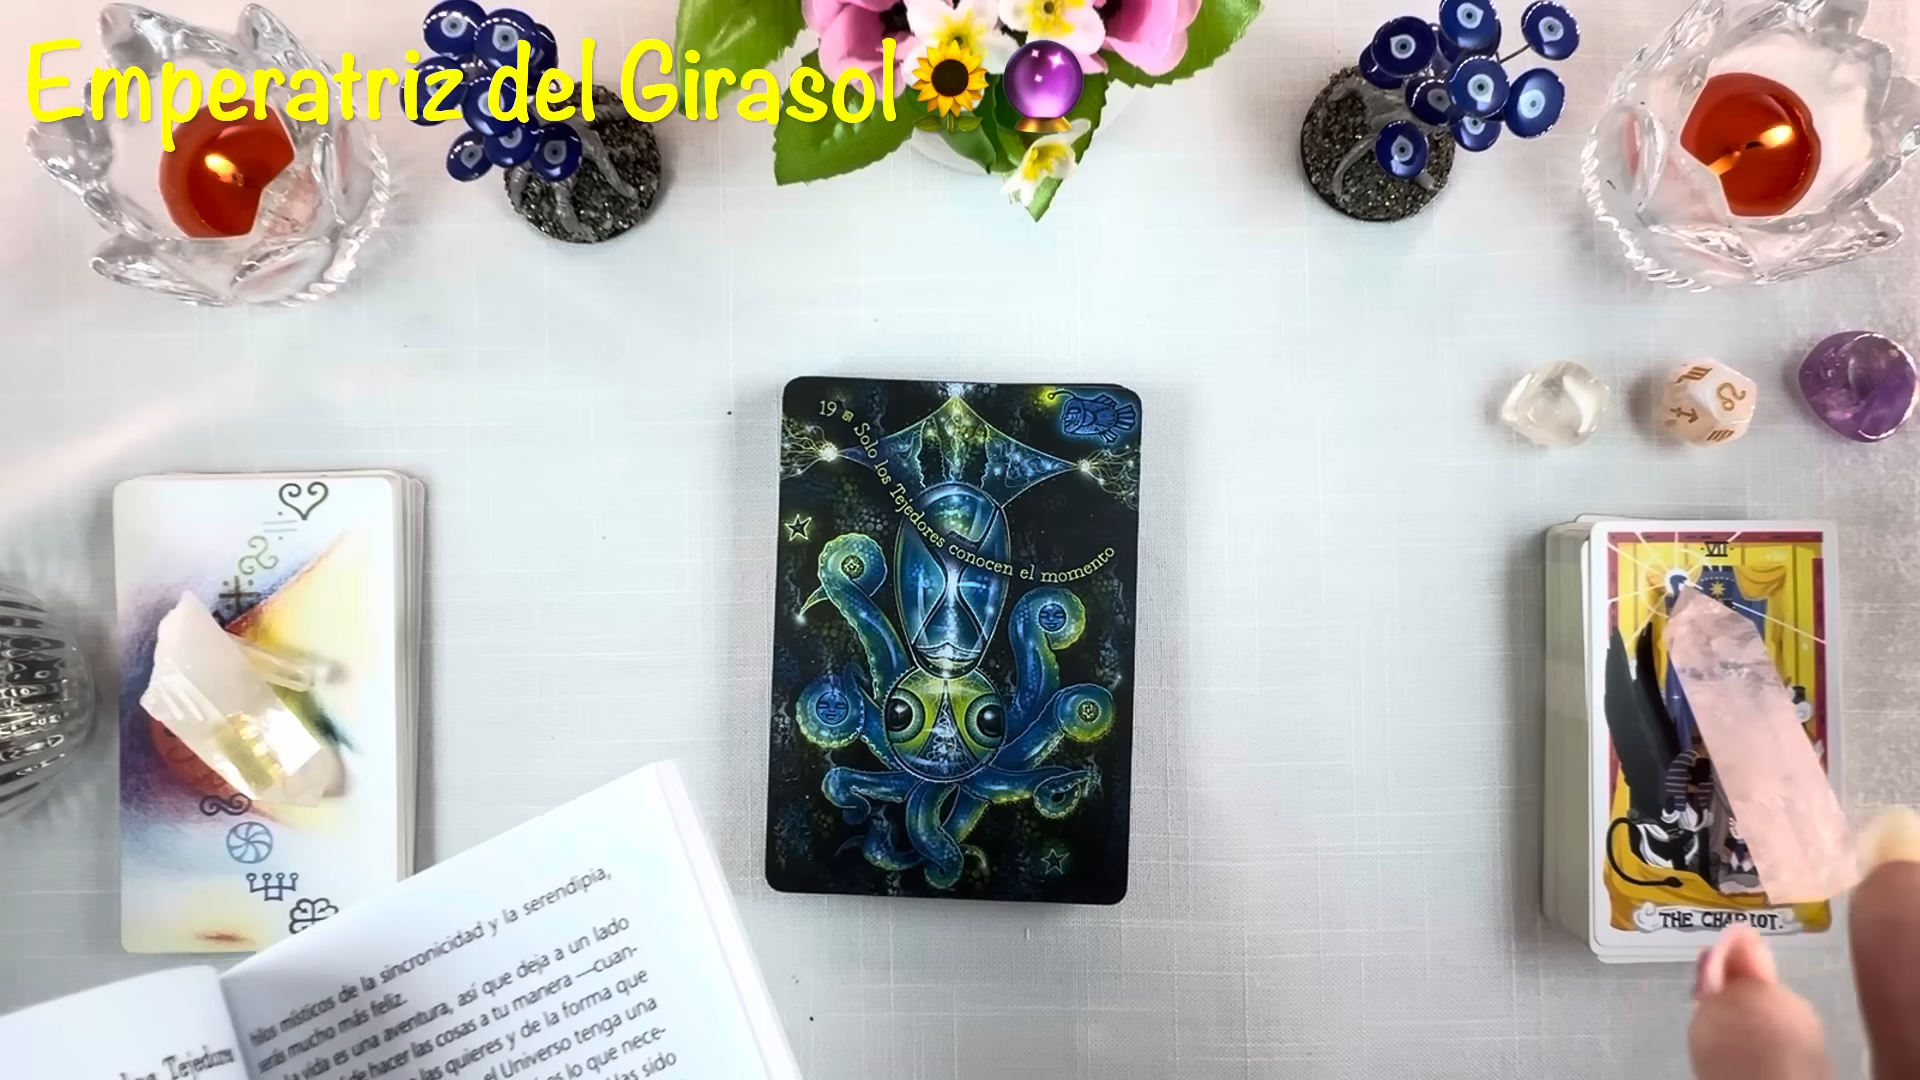 Emperatriz del Girasol🌻🔮
19 Solo los Tejedores conocen el momento
VII
THE CHARIOT.
hilos místicos de la sincronicidad y la serendipia,
serás mucho más feliz.
la vida es una aventura, así que deja a un lado
de hacer las cosas a tu manera —cuan-
las quieres y de la forma que
el Universo tenga una
lo que nece-
sido
Tejedores